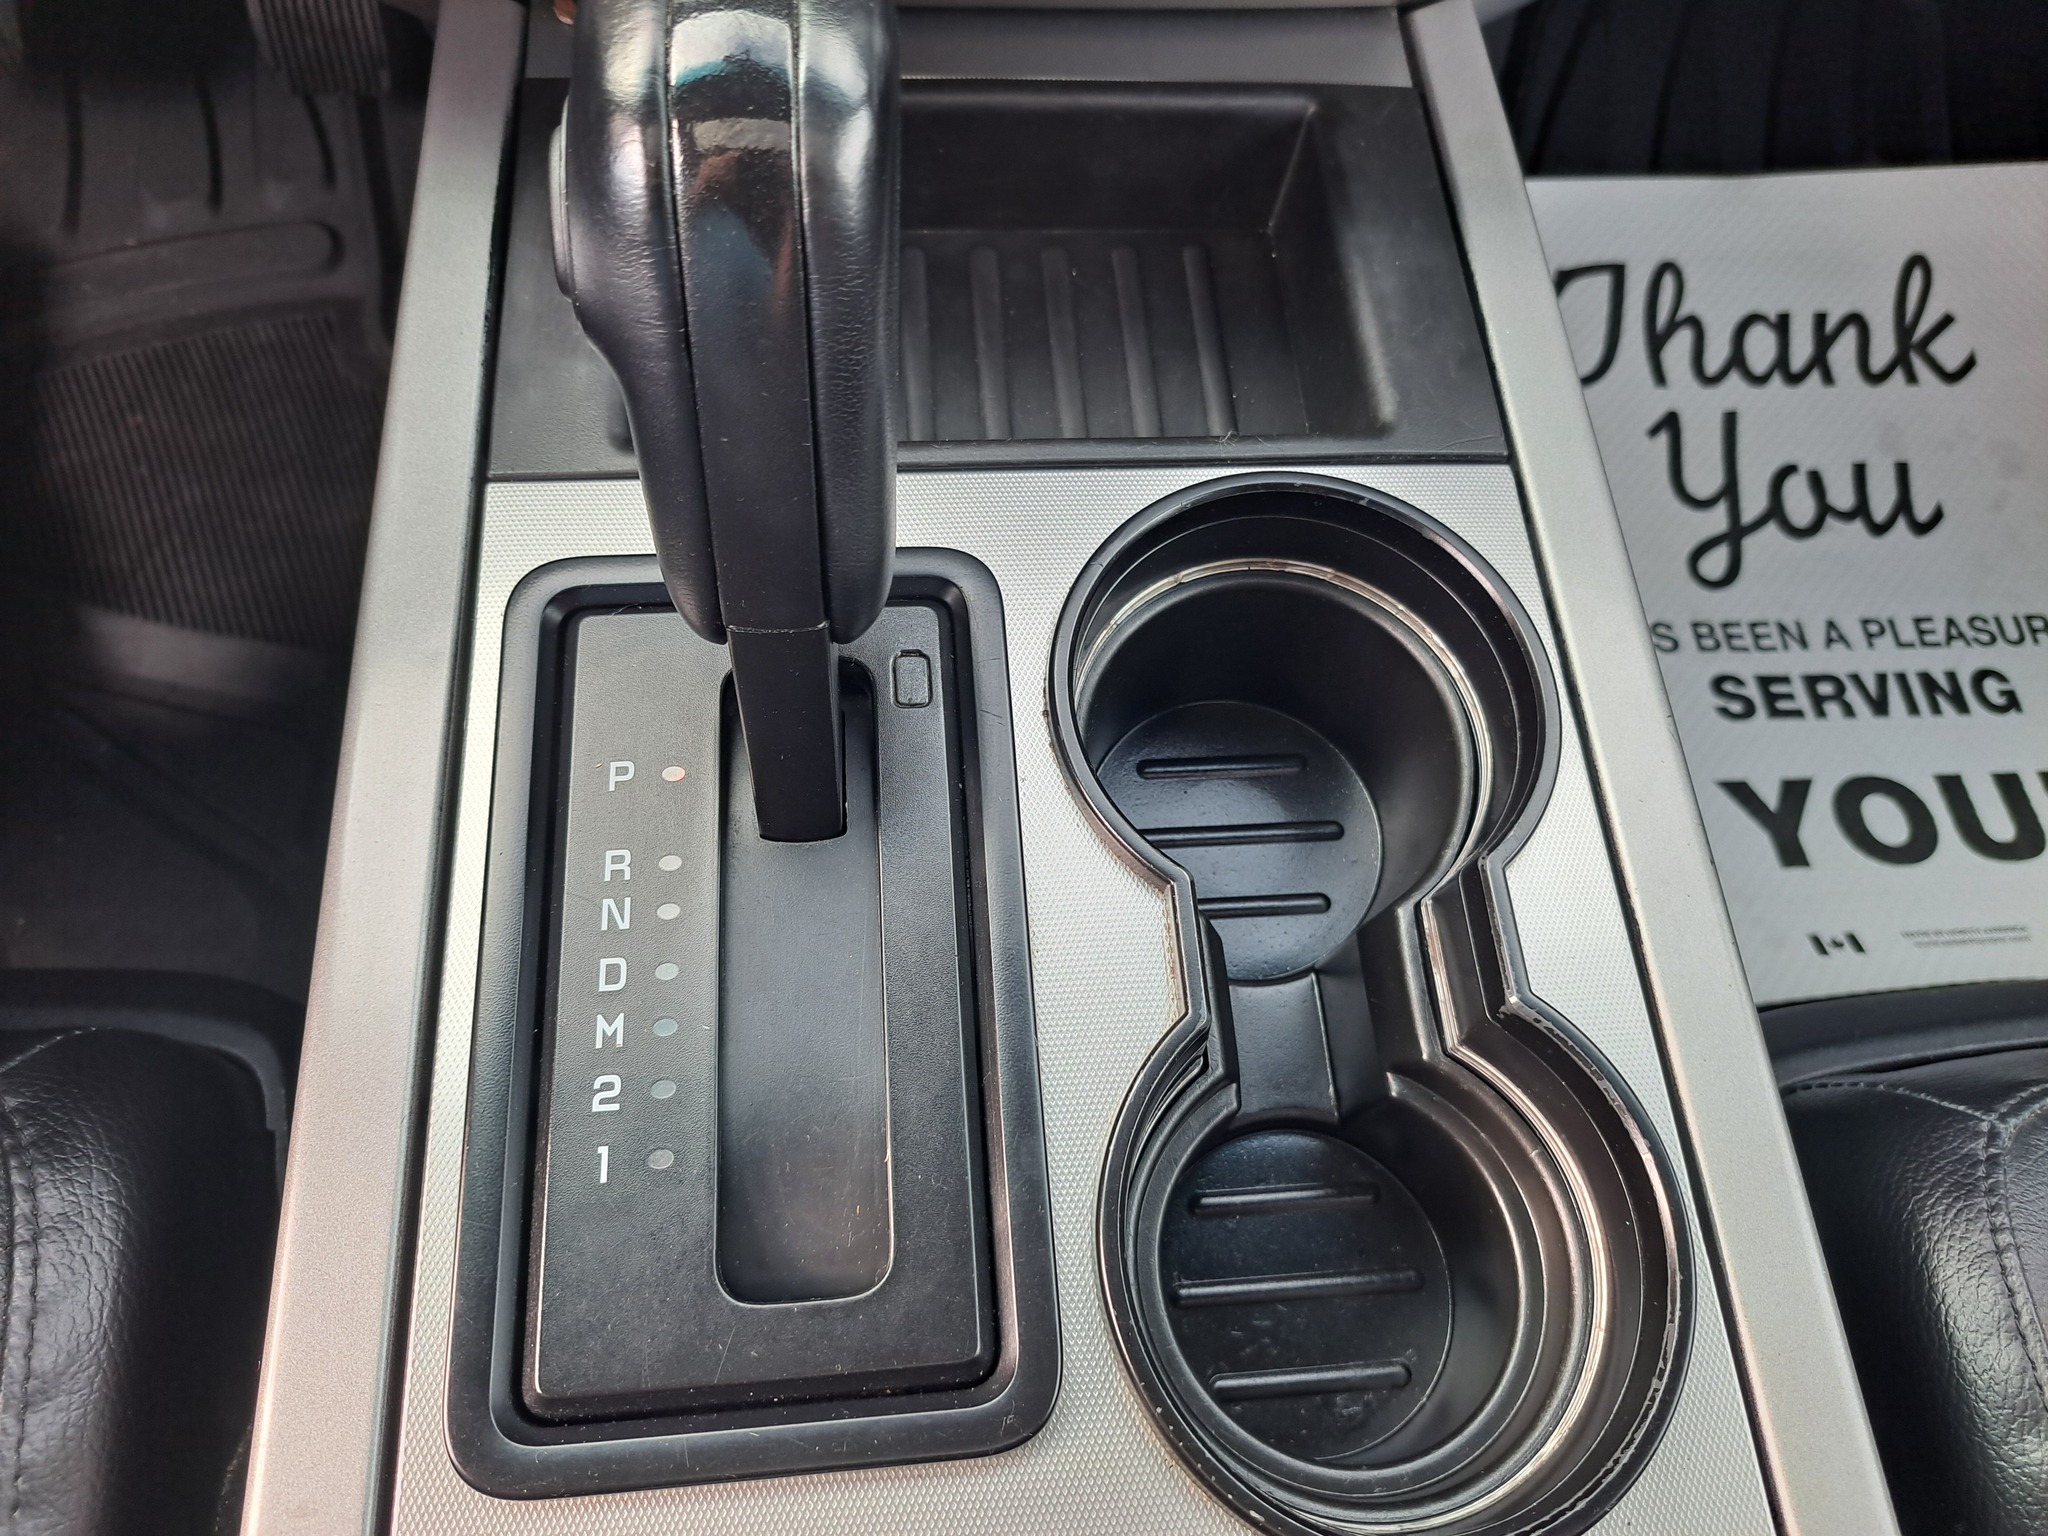 Thank
You
S BEEN A PLEASUR
SERVING
YOU
P
R
N
D
M
2
1